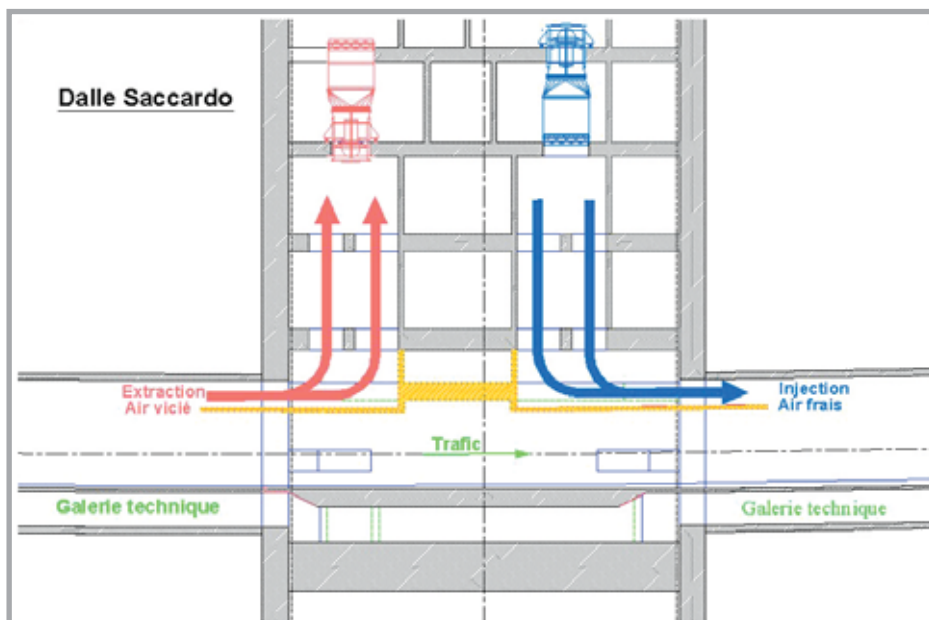 Dalle Saccardo
Extraction
Air vicié
Injection
Air frais
Trafic
Galerie technique
Galerie technique